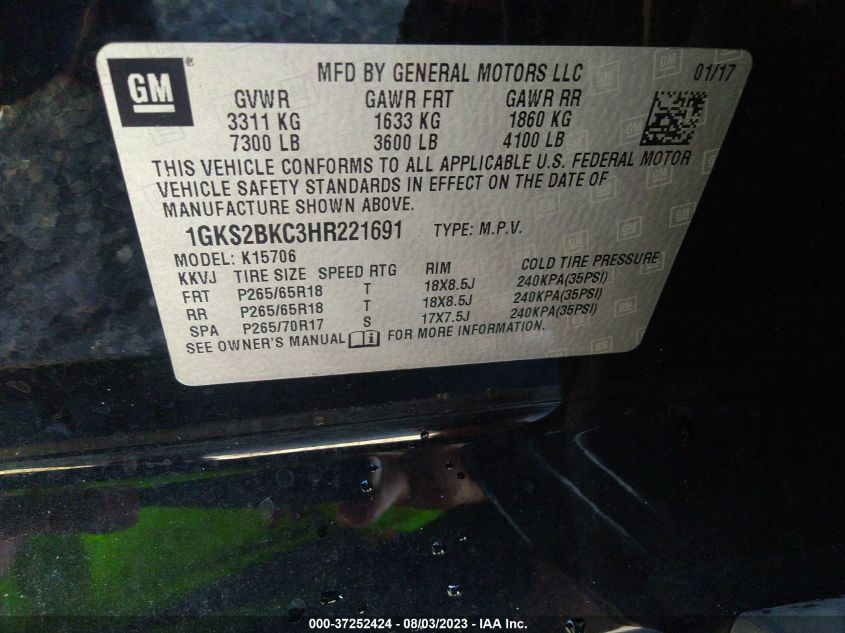 GM MFD BY GENERAL MOTORS LLC 01/17
GVWR GAWR FRT GAWR RR
3311 KG 1633 KG 1860 KG
7300 LB 3600 LB 4100 LB
THIS VEHICLE CONFORMS TO ALL APPLICABLE U.S. FEDERAL MOTOR
VEHICLE SAFETY STANDARDS IN EFFECT ON THE DATE OF
MANUFACTURE SHOWN ABOVE.
1GKS2BKC3HR221691 TYPE: M.P.V.
MODEL: K15706
KKVJ TIRE SIZE SPEED RTG RIM COLD TIRE PRESSURE
FRT P265/65R18 T 18X8.5J 240KPA(35PSI)
RR P265/65R18 T 18X8.5J 240KPA(35PSI)
SPA P265/70R17 S 17X7.5J 240KPA(35PSI)
SEE OWNER'S MANUAL FOR MORE INFORMATION.
000-37252424 - 08/03/2023 - IAA Inc.